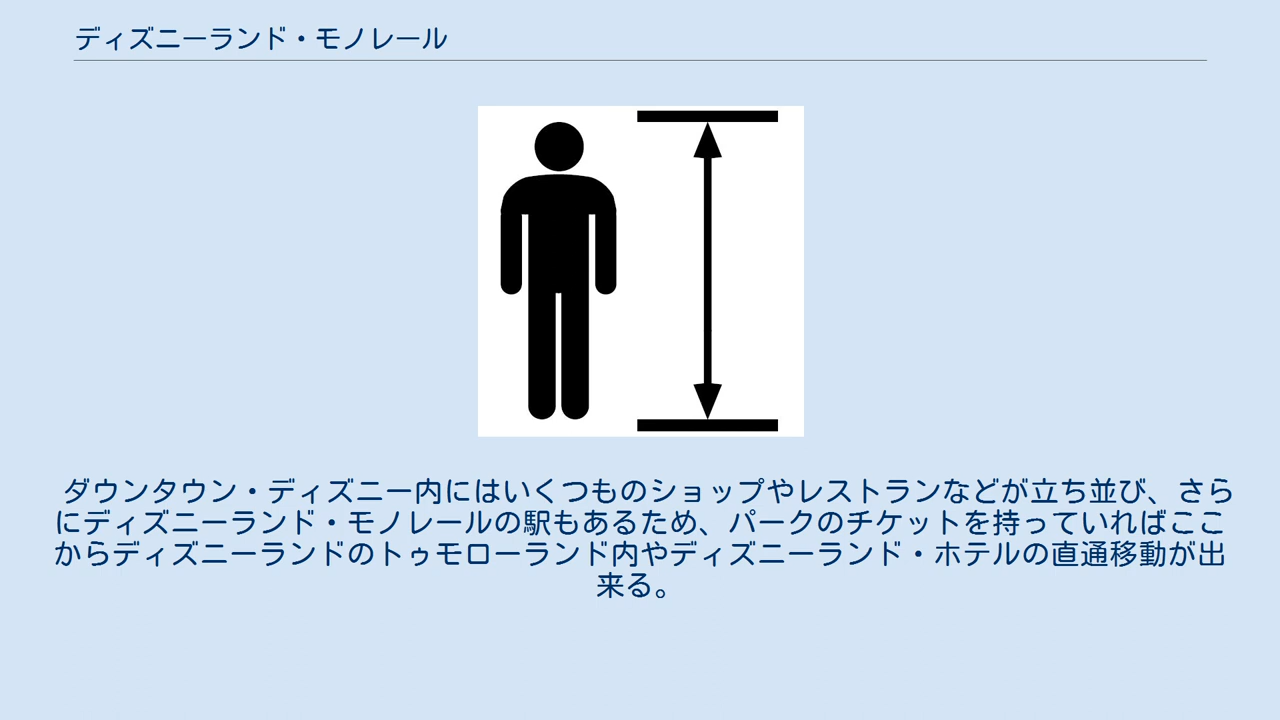 ディズニーランド・モノレール
ダウンタウン・ディズニー内にはいくつものショップやレストランなどが立ち並び、さら
にディズニーランド・モノレールの駅もあるため、パークのチケットを持っていればここ
からディズニーランドのトゥモローランド内やディズニーランド・ホテルの直通移動が出
来る。